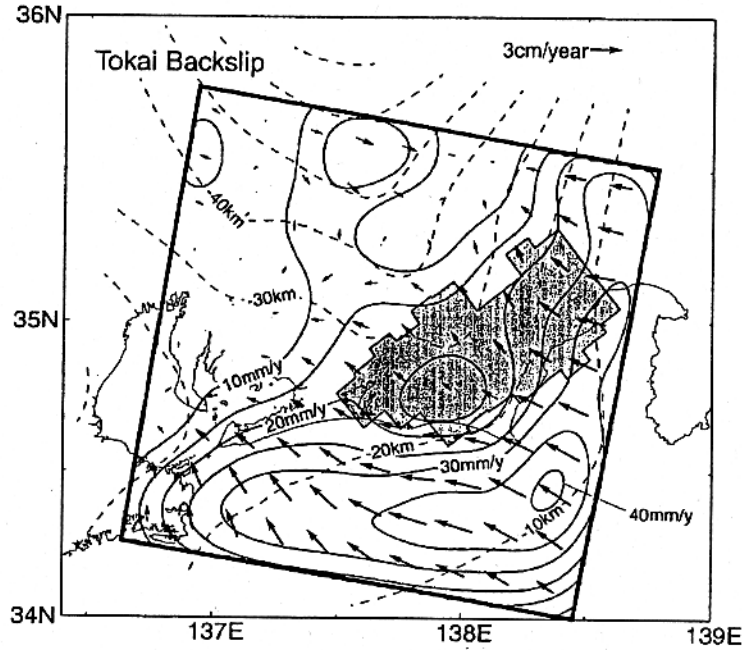 36N
Tokai Backslip
3cm/year
-40km
35N
-30km
10mm/y
20mm/y
-20km
30mm/y
-10km
40mm/y
34N
137E
138E
139E